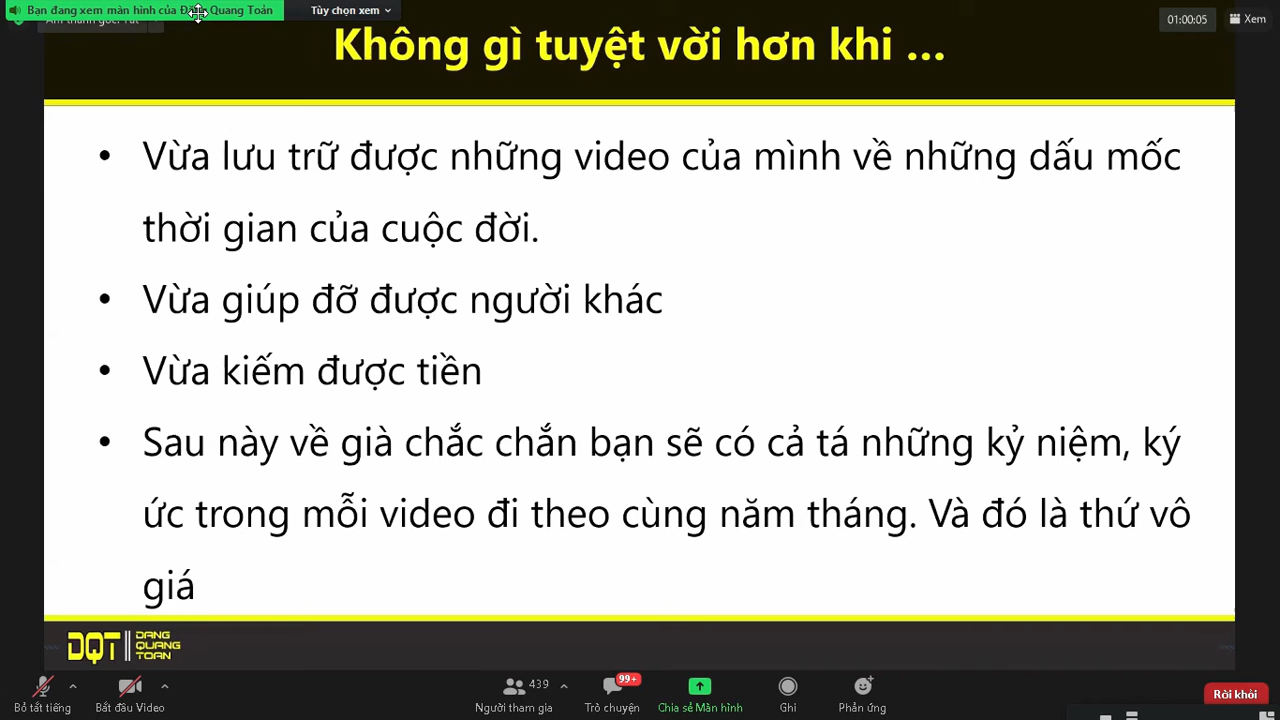 Bạn đang xem màn hình của Đặng Quang Toản
Tùy chọn xem
Âm thanh gốc: Tắt
01:00:05
Xem
Không gì tuyệt vời hơn khi ...
• Vừa lưu trữ được những video của mình về những dấu mốc
thời gian của cuộc đời.
• Vừa giúp đỡ được người khác
• Vừa kiếm được tiền
• Sau này về già chắc chắn bạn sẽ có cả tá những kỷ niệm, ký
ức trong mỗi video đi theo cùng năm tháng. Và đó là thứ vô
giá
DQT
DANG
QUANG
TOAN
439
99+
Bỏ tắt tiếng
Bắt đầu Video
Người tham gia
Trò chuyện
Chia sẻ Màn hình
Ghi
Phản ứng
Rời khỏi